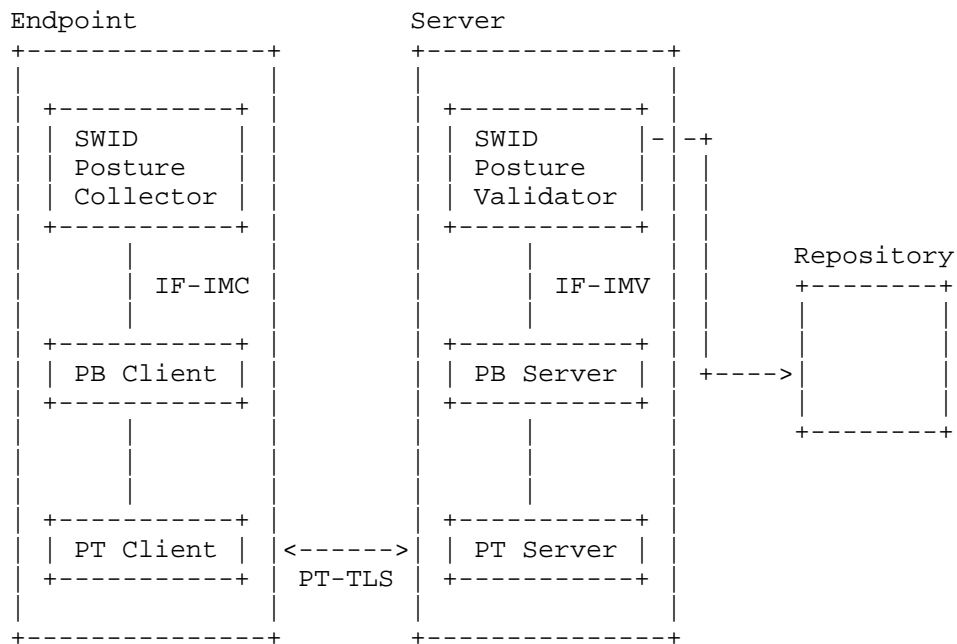 Endpoint Server
SWID SWID
Posture Posture
Collector Validator
Repository
IF-IMC IF-IMV
PB Client PB Server
PT Client PT Server
PT-TLS